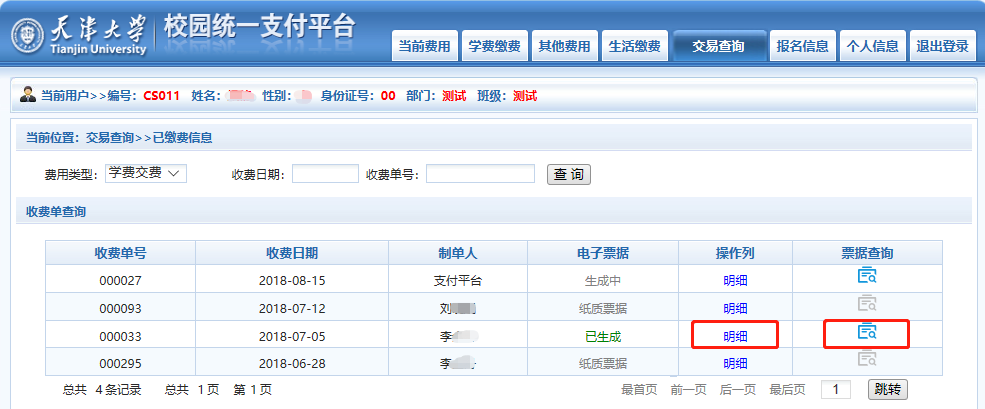 天津大学 校园统一支付平台
Tianjin University
当前费用 学费缴费 其他费用 生活缴费 交易查询 报名信息 个人信息 退出登录
当前用户>>编号: CS011 姓名: 性别: 身份证号: 00 部门: 测试 班级: 测试
当前位置: 交易查询>>已缴费信息
费用类型: 学费交费 收费日期: 收费单号: 查 询
收费单查询
收费单号 收费日期 制单人 电子票据 操作列 票据查询
000027 2018-08-15 支付平台 生成中 明细
000093 2018-07-12 刘 纸质票据 明细
000033 2018-07-05 李 已生成 明细
000295 2018-06-28 李 纸质票据 明细
总共 4 条记录 总共 1 页 第 1 页 最首页 前一页 后一页 最后页 1 跳转